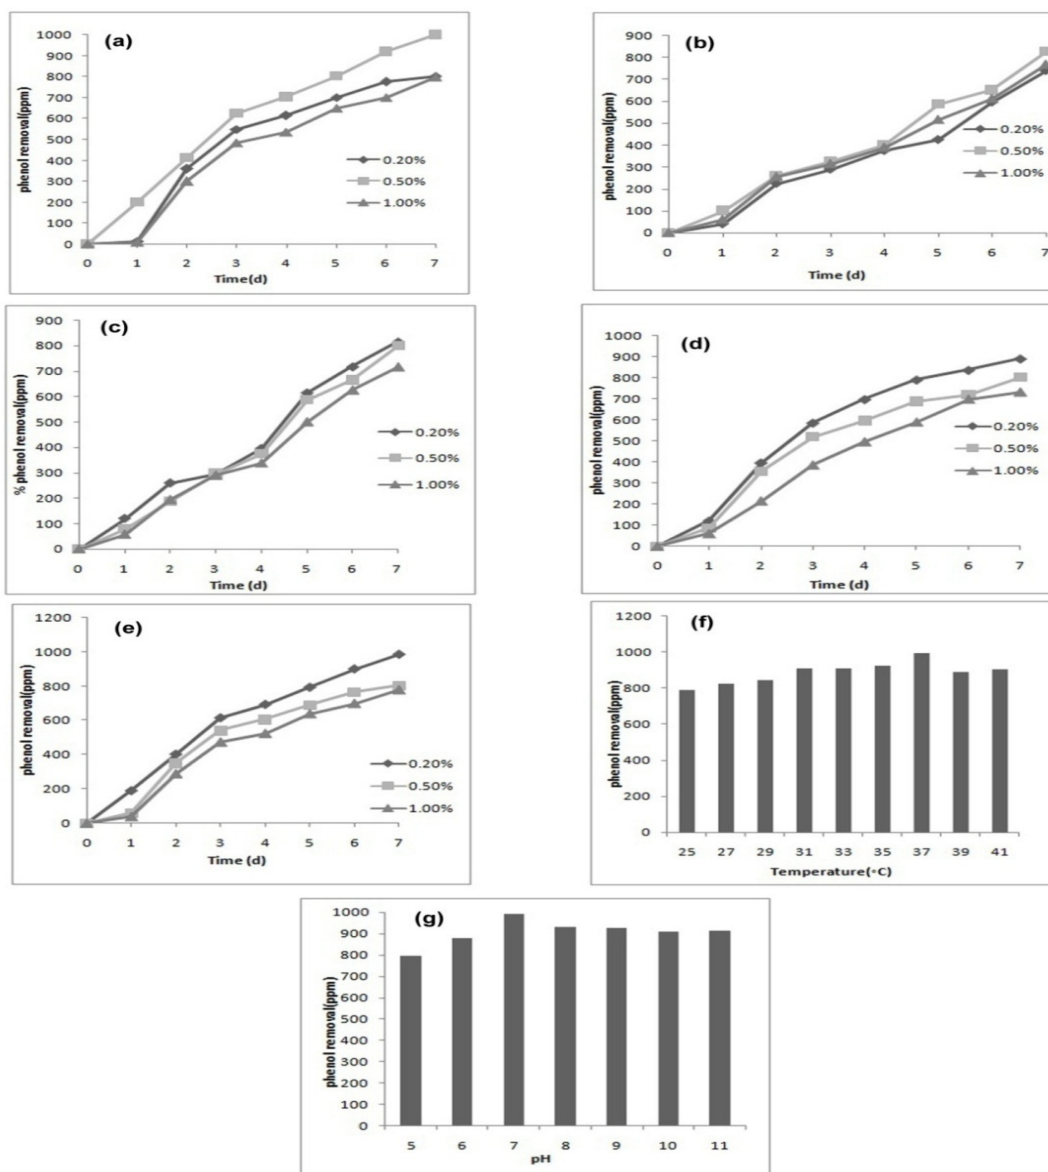 (a)
phenol removal(ppm)
1000
900
800
700
600
500
400
300
200
100
0
0 1 2 3 4 5 6 7
Time(d)
0.20%
0.50%
1.00%
(b)
phenol removal(ppm)
900
800
700
600
500
400
300
200
100
0
0 1 2 3 4 5 6 7
Time (d)
0.20%
0.50%
1.00%
(c)
% phenol removal(ppm)
900
800
700
600
500
400
300
200
100
0
0 1 2 3 4 5 6 7
Time (d)
0.20%
0.50%
1.00%
(d)
phenol removal(ppm)
1000
900
800
700
600
500
400
300
200
100
0
0 1 2 3 4 5 6 7
Time (d)
0.20%
0.50%
1.00%
(e)
phenol removal(ppm)
1200
1000
800
600
400
200
0
0 1 2 3 4 5 6 7
Time (d)
0.20%
0.50%
1.00%
(f)
phenol removal(ppm)
1200
1000
800
600
400
200
0
25 27 29 31 33 35 37 39 41
Temperature(◦C)
(g)
phenol removal(ppm)
1000
900
800
700
600
500
400
300
200
100
0
5 6 7 8 9 10 11
pH